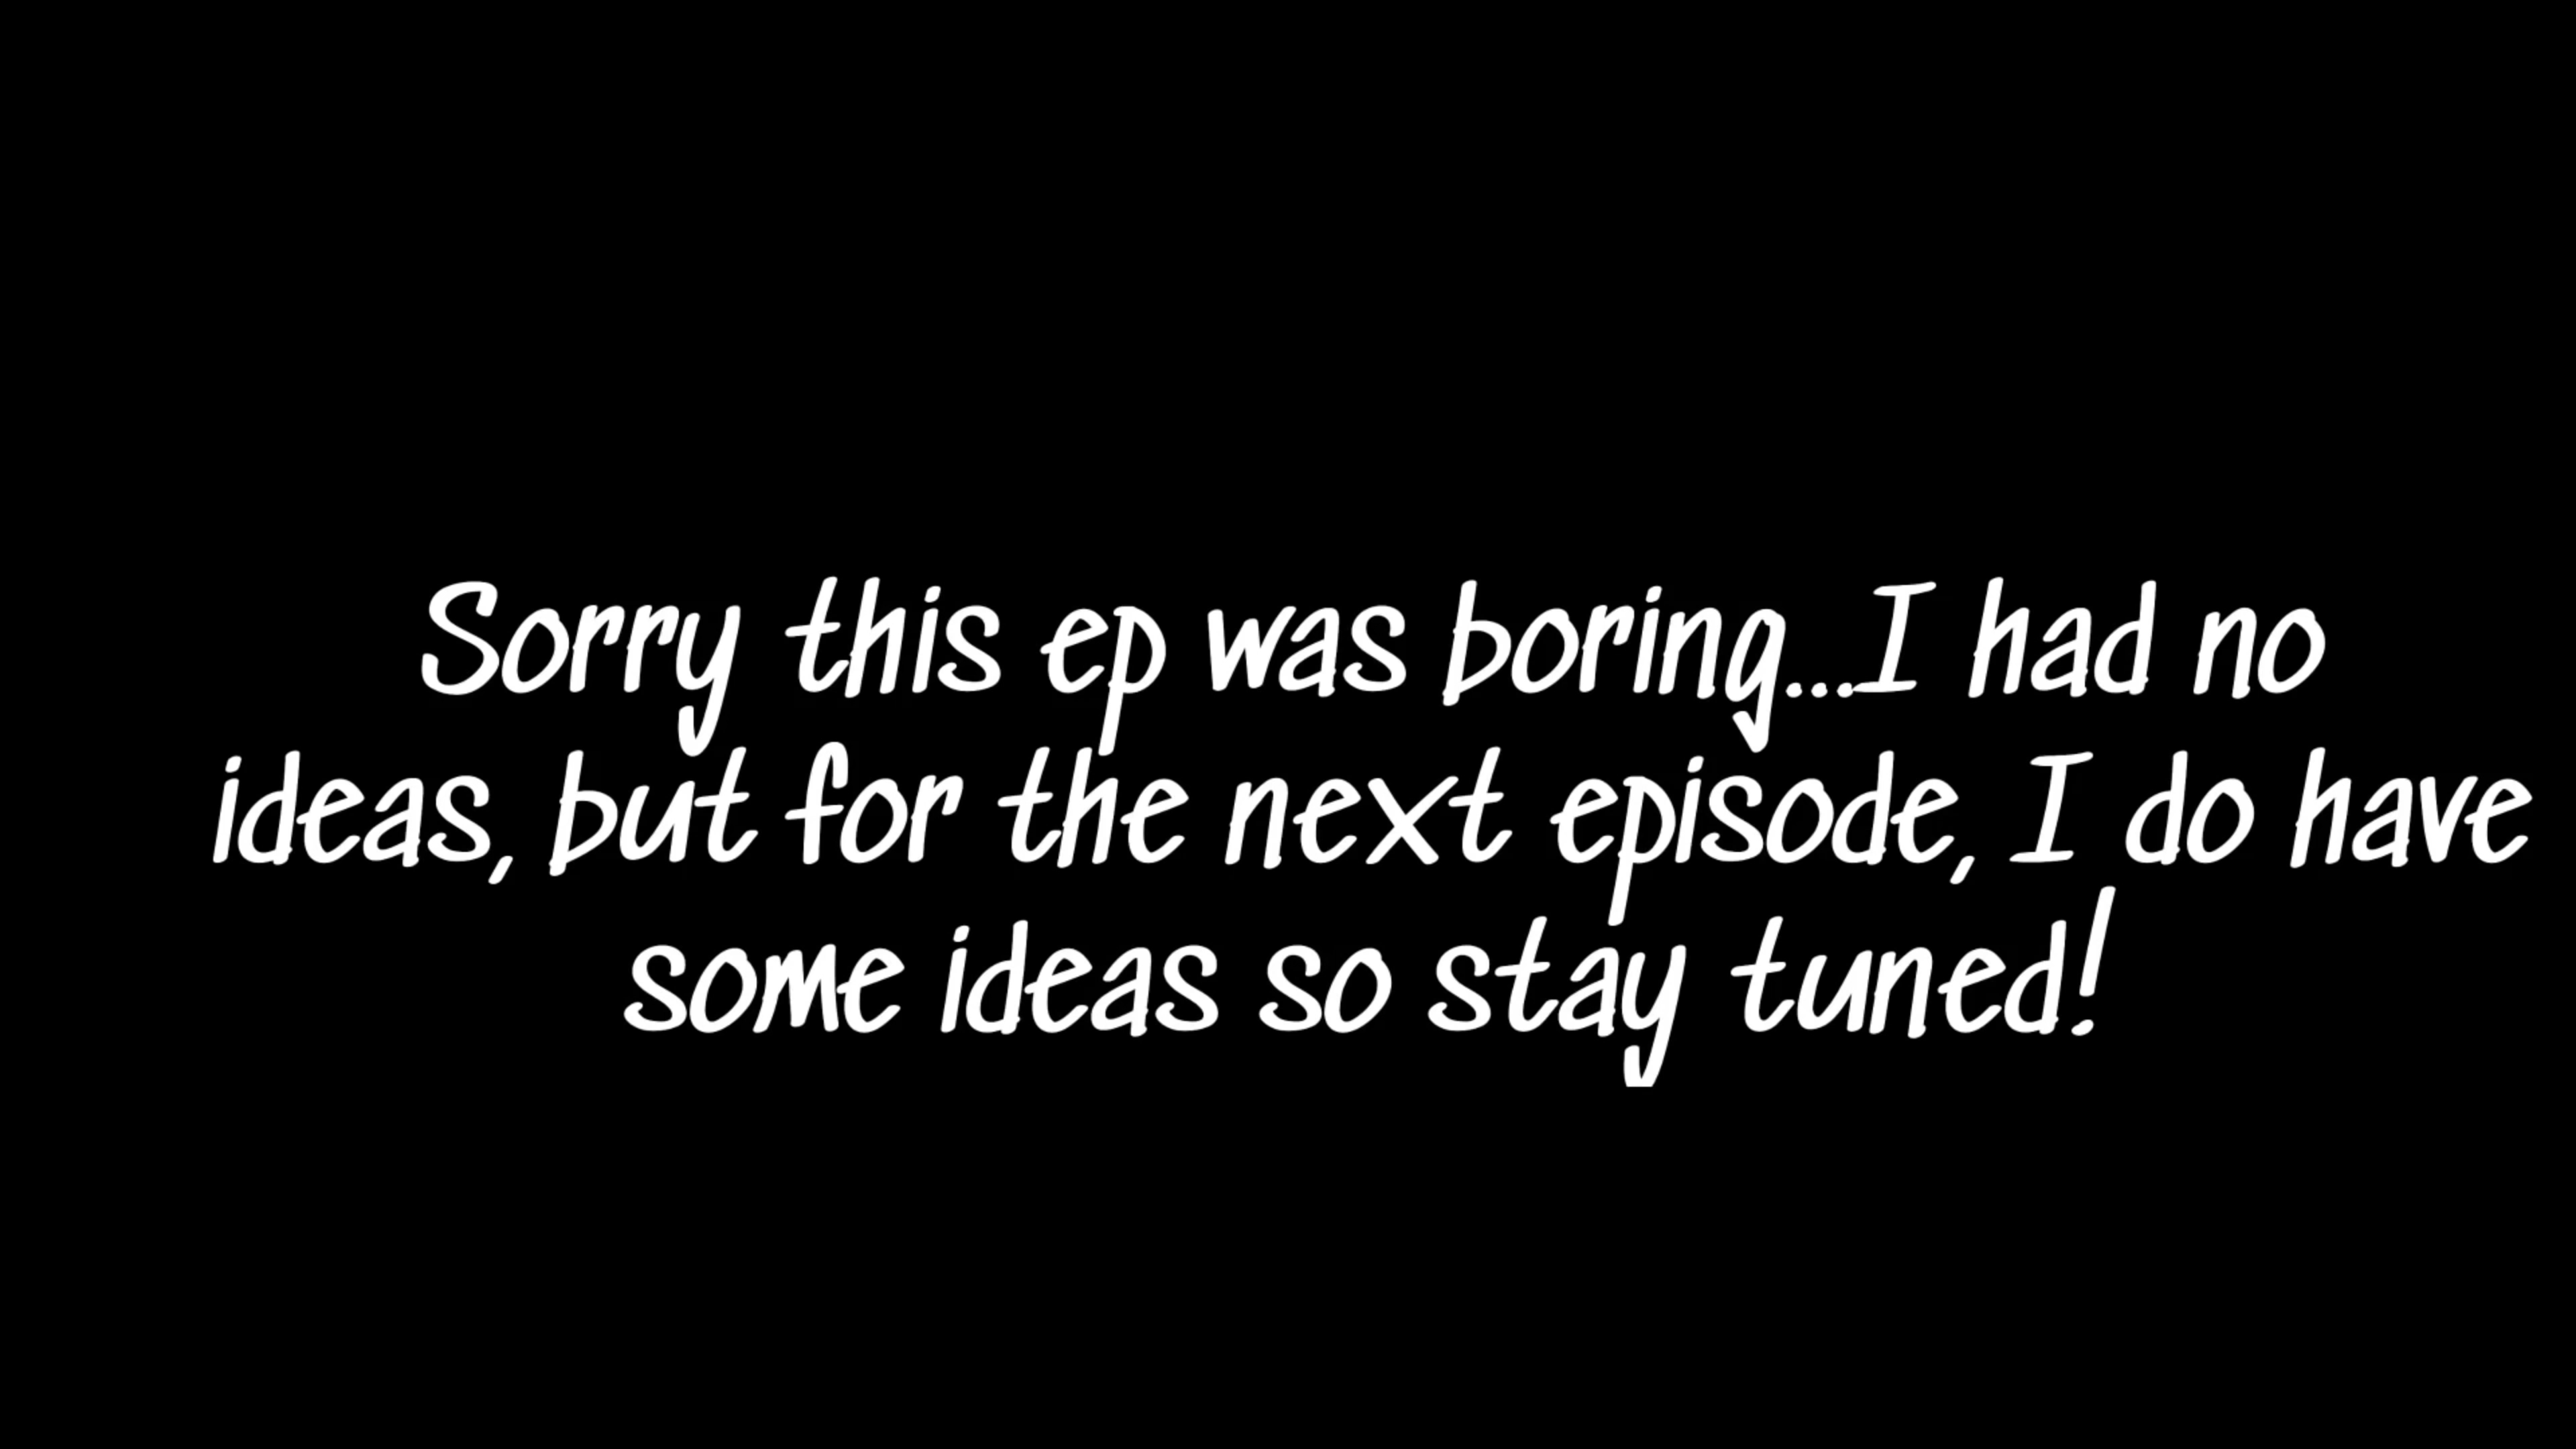 Sorry this ep was boring...I had no
ideas, but for the next episode, I do have
some ideas so stay tuned!